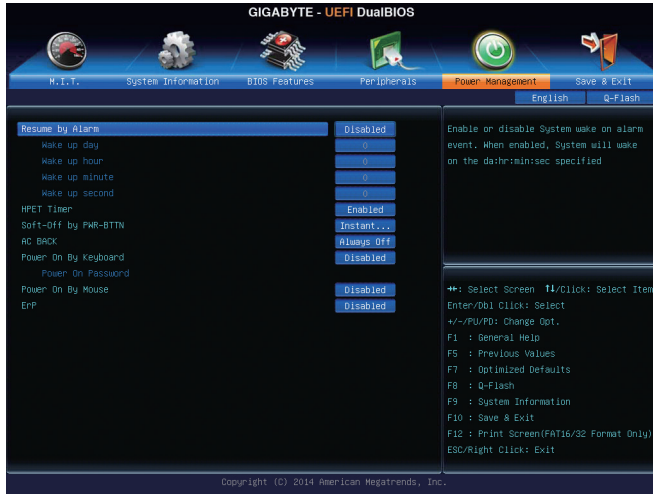 GIGABYTE - UEFI DualBIOS
M.I.T.
System Information
BIOS Features
Peripherals
Power Management
Save & Exit
English
Q-Flash
Resume by Alarm Disabled
Wake up day 0
Wake up hour 0
Wake up minute 0
Wake up second 0
HPET Timer Enabled
Soft-Off by PWR-BTTN Instant...
AC BACK Always Off
Power On By Keyboard Disabled
Power On Password
Power On By Mouse Disabled
ErP Disabled
Enable or disable System wake on alarm
event. When enabled, System will wake
on the da:hr:min:sec specified
→←: Select Screen ↑↓/Click: Select Item
Enter/Dbl Click: Select
+/-/PU/PD: Change Opt.
F1 : General Help
F5 : Previous Values
F7 : Optimized Defaults
F8 : Q-Flash
F9 : System Information
F10 : Save & Exit
F12 : Print Screen(FAT16/32 Format Only)
ESC/Right Click: Exit
Copyright (C) 2014 American Megatrends, Inc.